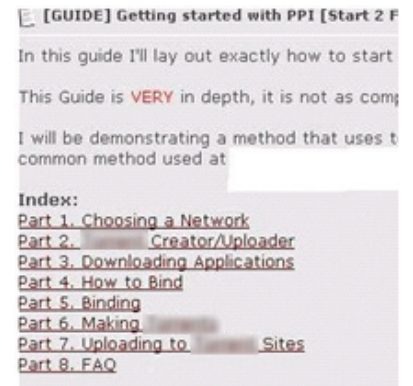 [GUIDE] Getting started with PPI [Start 2 F
In this guide I'll lay out exactly how to start
This Guide is VERY in depth, it is not as comp
I will be demonstrating a method that uses t
common method used at
Index:
Part 1. Choosing a Network
Part 2. Creator/Uploader
Part 3. Downloading Applications
Part 4. How to Bind
Part 5. Binding
Part 6. Making
Part 7. Uploading to Sites
Part 8. FAQ